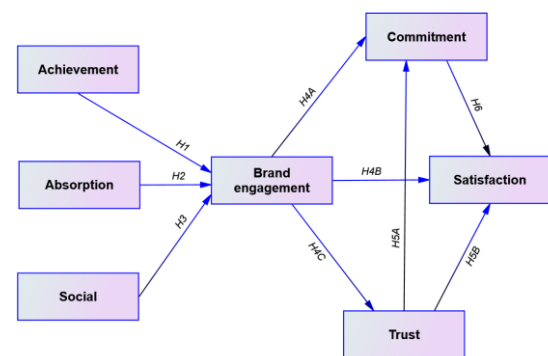 Commitment
Achievement
H4A
H6
H1
Absorption
H2
Brand
engagement
H4B
Satisfaction
H3
H4C
H5A
H5B
Social
Trust